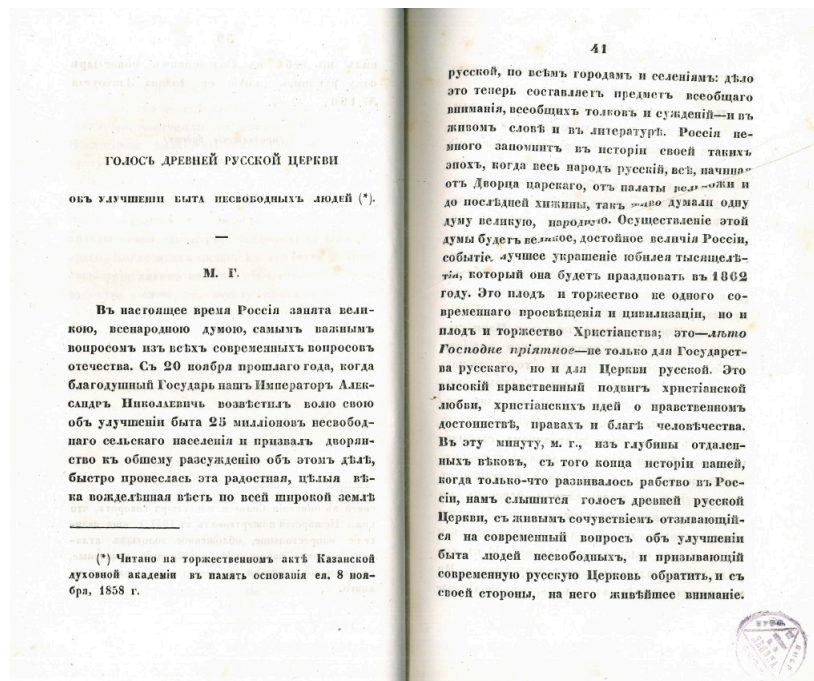 ГОЛОСЪ ДРЕВНЕЙ РУССКОЙ ЦЕРКВИ
ОБЪ УЛУЧШЕНІИ БЫТА НЕСВОБОДНЫХЪ ЛЮДЕЙ (*).
М. Г.
Въ настоящее время Россія занята вели-
кою, всенародною думою, самымъ важнымъ
вопросомъ изъ всѣхъ современныхъ вопросовъ
отечества. Съ 20 ноября прошлаго года, когда
благодушный Государь нашъ Императоръ Алек-
сандръ Николаевичь возвѣстилъ волю свою
объ улучшеніи быта 25 милліоновъ несвобод-
наго сельскаго населенія и призвалъ дворян-
ство къ общему разсужденію объ этомъ дѣлѣ,
быстро пронеслась эта радостная, цѣлыя вѣ-
ка вожделѣнная вѣсть по всей широкой землѣ
(*) Читано на торжественномъ актѣ Казанской
духовной академіи въ память основанія ея. 8 ноя-
бря, 1858 г.
41
русской, по всѣмъ городамъ и селеніямъ: дѣло
это теперь составляетъ предметъ всеобщаго
вниманія, всеобщихъ толковъ и сужденій—и въ
живомъ словѣ и въ литературѣ. Россія не-
много запомнитъ въ исторіи своей такихъ
эпохъ, когда весь народъ русскій, всѣ, начиная
отъ Дворца царскаго, отъ палаты вельможи и
до послѣдней хижины, такъ живо думали одну
думу великую, народную. Осуществленіе этой
думы будетъ великое, достойное величія Россіи,
событіе, лучшее украшеніе юбилея тысящелѣ-
тія, который она будетъ праздновать въ 1862
году. Это плодъ и торжество не одного со-
временнаго просвѣщенія и цивилизаціи, но и
плодъ и торжество Христіанства; это—лѣто
Господне пріятное—не только для Государст-
ва русскаго, но и для Церкви русской. Это
высокій нравственный подвигъ христіанской
любви, христіанскихъ идей о нравственномъ
достоинствѣ, правахъ и благѣ человѣчества.
Въ эту минуту, м. г., изъ глубины отдален-
ныхъ вѣковъ, съ того конца исторіи нашей,
когда только-что развивалось рабство въ Рос-
сіи, намъ слышится голосъ древней русской
Церкви, съ живымъ сочувствіемъ отзывающій-
ся на современный вопросъ объ улучшеніи
быта людей несвободныхъ, и призывающій
современную русскую Церковь обратить, и съ
своей стороны, на него живѣйшее вниманіе.